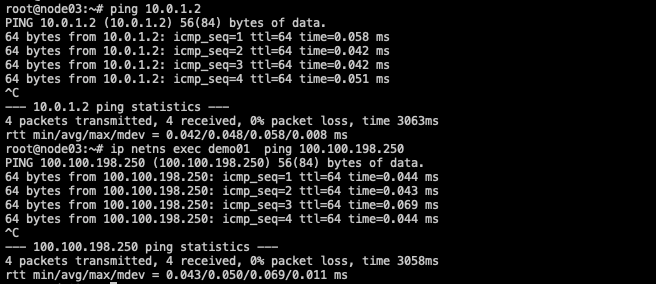 root@node03:~# ping 10.0.1.2
PING 10.0.1.2 (10.0.1.2) 56(84) bytes of data.
64 bytes from 10.0.1.2: icmp_seq=1 ttl=64 time=0.058 ms
64 bytes from 10.0.1.2: icmp_seq=2 ttl=64 time=0.042 ms
64 bytes from 10.0.1.2: icmp_seq=3 ttl=64 time=0.042 ms
64 bytes from 10.0.1.2: icmp_seq=4 ttl=64 time=0.051 ms
^C
--- 10.0.1.2 ping statistics ---
4 packets transmitted, 4 received, 0% packet loss, time 3063ms
rtt min/avg/max/mdev = 0.042/0.048/0.058/0.008 ms
root@node03:~# ip netns exec demo01  ping 100.100.198.250
PING 100.100.198.250 (100.100.198.250) 56(84) bytes of data.
64 bytes from 100.100.198.250: icmp_seq=1 ttl=64 time=0.044 ms
64 bytes from 100.100.198.250: icmp_seq=2 ttl=64 time=0.043 ms
64 bytes from 100.100.198.250: icmp_seq=3 ttl=64 time=0.069 ms
64 bytes from 100.100.198.250: icmp_seq=4 ttl=64 time=0.044 ms
^C
--- 100.100.198.250 ping statistics ---
4 packets transmitted, 4 received, 0% packet loss, time 3058ms
rtt min/avg/max/mdev = 0.043/0.050/0.069/0.011 ms